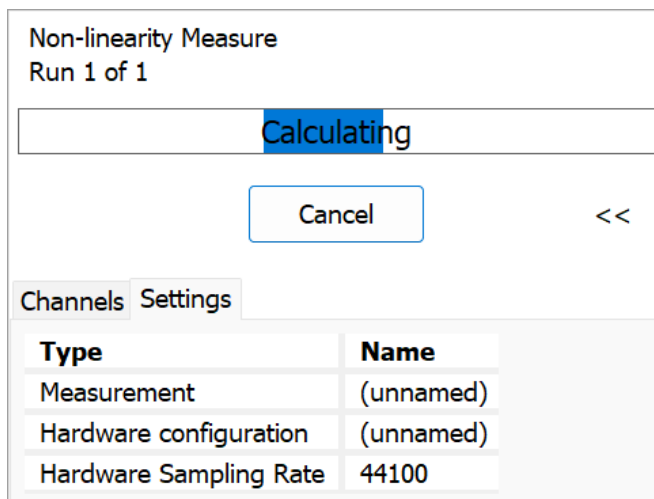 Non-linearity Measure
Run 1 of 1
Calculating
Cancel <<
Channels Settings
Type Name
Measurement (unnamed)
Hardware configuration (unnamed)
Hardware Sampling Rate 44100